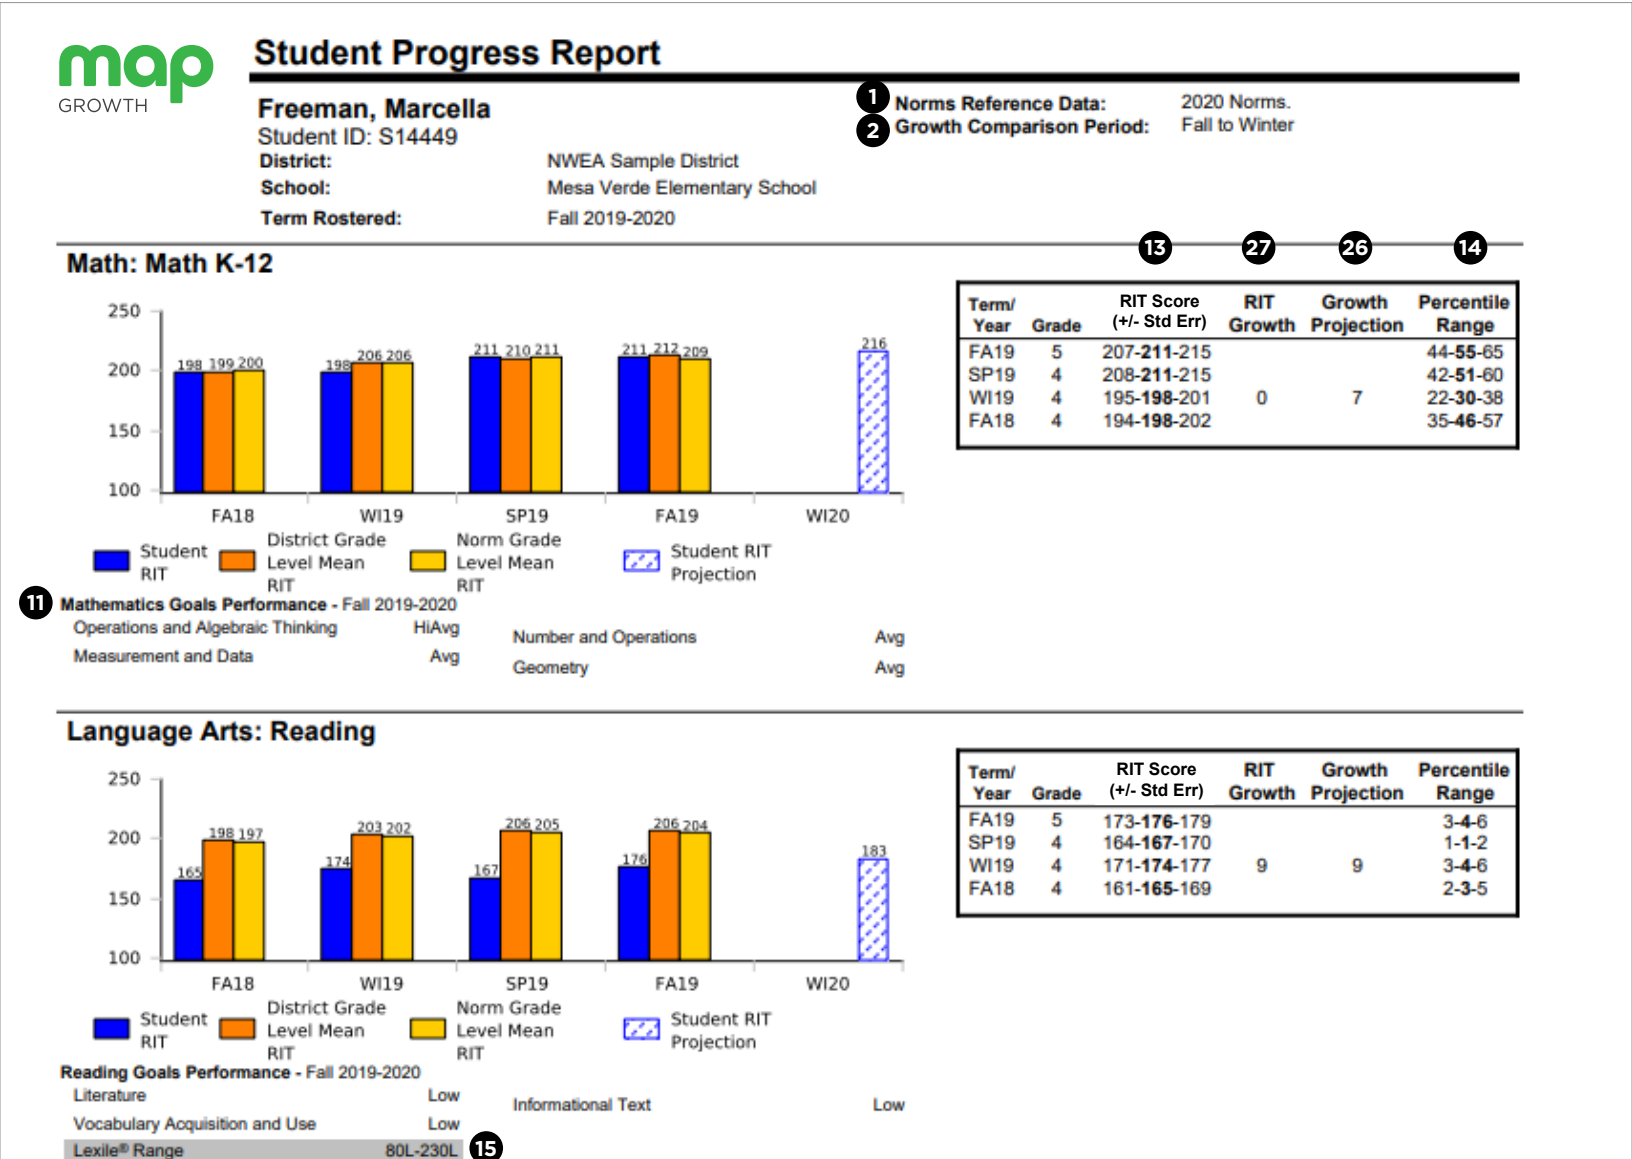 map
GROWTH
Student Progress Report
Freeman, Marcella
Student ID: S14449
District: NWEA Sample District
School: Mesa Verde Elementary School
Term Rostered: Fall 2019-2020
1 Norms Reference Data: 2020 Norms.
2 Growth Comparison Period: Fall to Winter
Math: Math K-12
250
200
150
100
198 199 200
198 206 206
211 210 211
211 212 209
216
FA18 WI19 SP19 FA19 WI20
Student RIT
District Grade Level Mean RIT
Norm Grade Level Mean RIT
Student RIT Projection
13 27 26 14
Term/ Year Grade RIT Score (+/- Std Err) RIT Growth Growth Projection Percentile Range
FA19 5 207-211-215 44-55-65
SP19 4 208-211-215 42-51-60
WI19 4 195-198-201 0 7 22-30-38
FA18 4 194-198-202 35-46-57
11 Mathematics Goals Performance - Fall 2019-2020
Operations and Algebraic Thinking HiAvg
Measurement and Data Avg
Number and Operations Avg
Geometry Avg
Language Arts: Reading
250
200
150
100
165 198 197
174 203 202
167 206 205
176 206 204
183
FA18 WI19 SP19 FA19 WI20
Student RIT
District Grade Level Mean RIT
Norm Grade Level Mean RIT
Student RIT Projection
Term/ Year Grade RIT Score (+/- Std Err) RIT Growth Growth Projection Percentile Range
FA19 5 173-176-179 3-4-6
SP19 4 164-167-170 1-1-2
WI19 4 171-174-177 9 9 3-4-6
FA18 4 161-165-169 2-3-5
Reading Goals Performance - Fall 2019-2020
Literature Low
Vocabulary Acquisition and Use Low
Informational Text Low
Lexile® Range 80L-230L 15